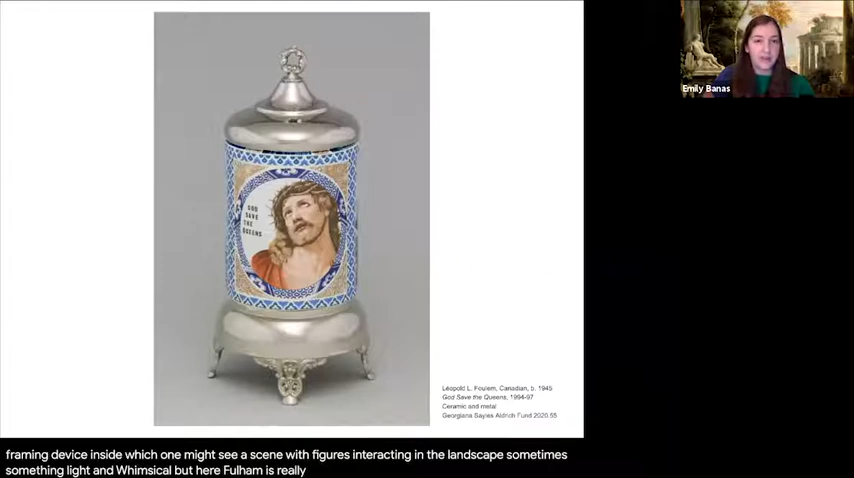 Emily Banas
GOD
SAVE
THE
QUEENS
Léopold L. Foulem, Canadian, b. 1945
God Save the Queens, 1994-97
Ceramic and metal
Georgiana Sayles Aldrich Fund 2020.55
framing device inside which one might see a scene with figures interacting in the landscape sometimes
something light and Whimsical but here Fulham is really